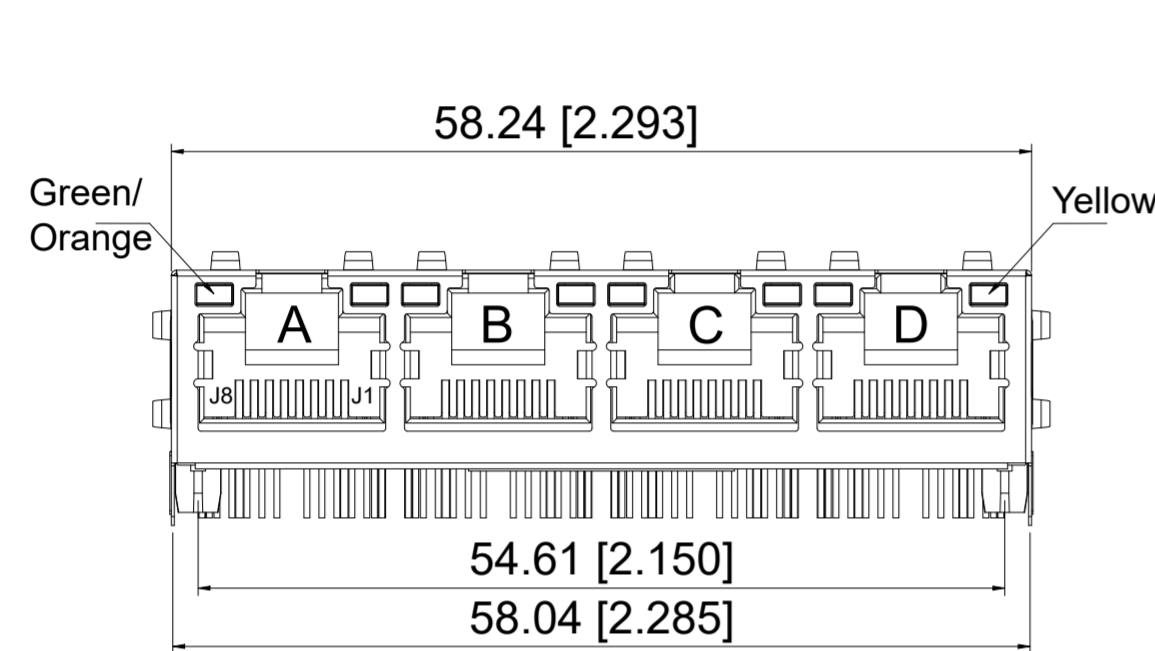 58.24 [2.293]
Green/
Orange
Yellow
A B C D
J8 J1
54.61 [2.150]
58.04 [2.285]